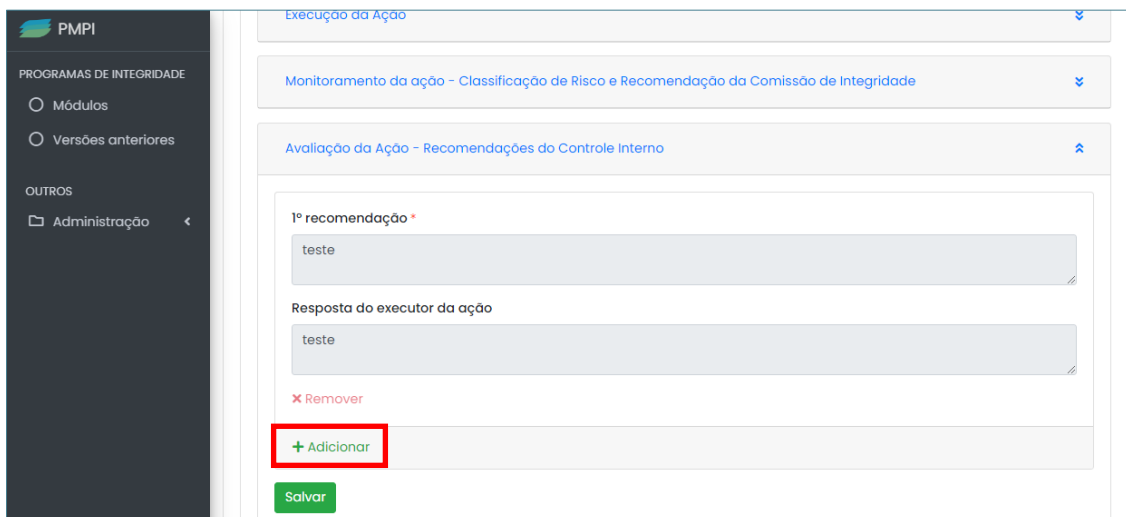 PMPI
PROGRAMAS DE INTEGRIDADE
Módulos
Versões anteriores
OUTROS
Administração
Execução da Ação
Monitoramento da ação - Classificação de Risco e Recomendação da Comissão de Integridade
Avaliação da Ação - Recomendações do Controle Interno
1º recomendação *
teste
Resposta do executor da ação
teste
Remover
Adicionar
Salvar